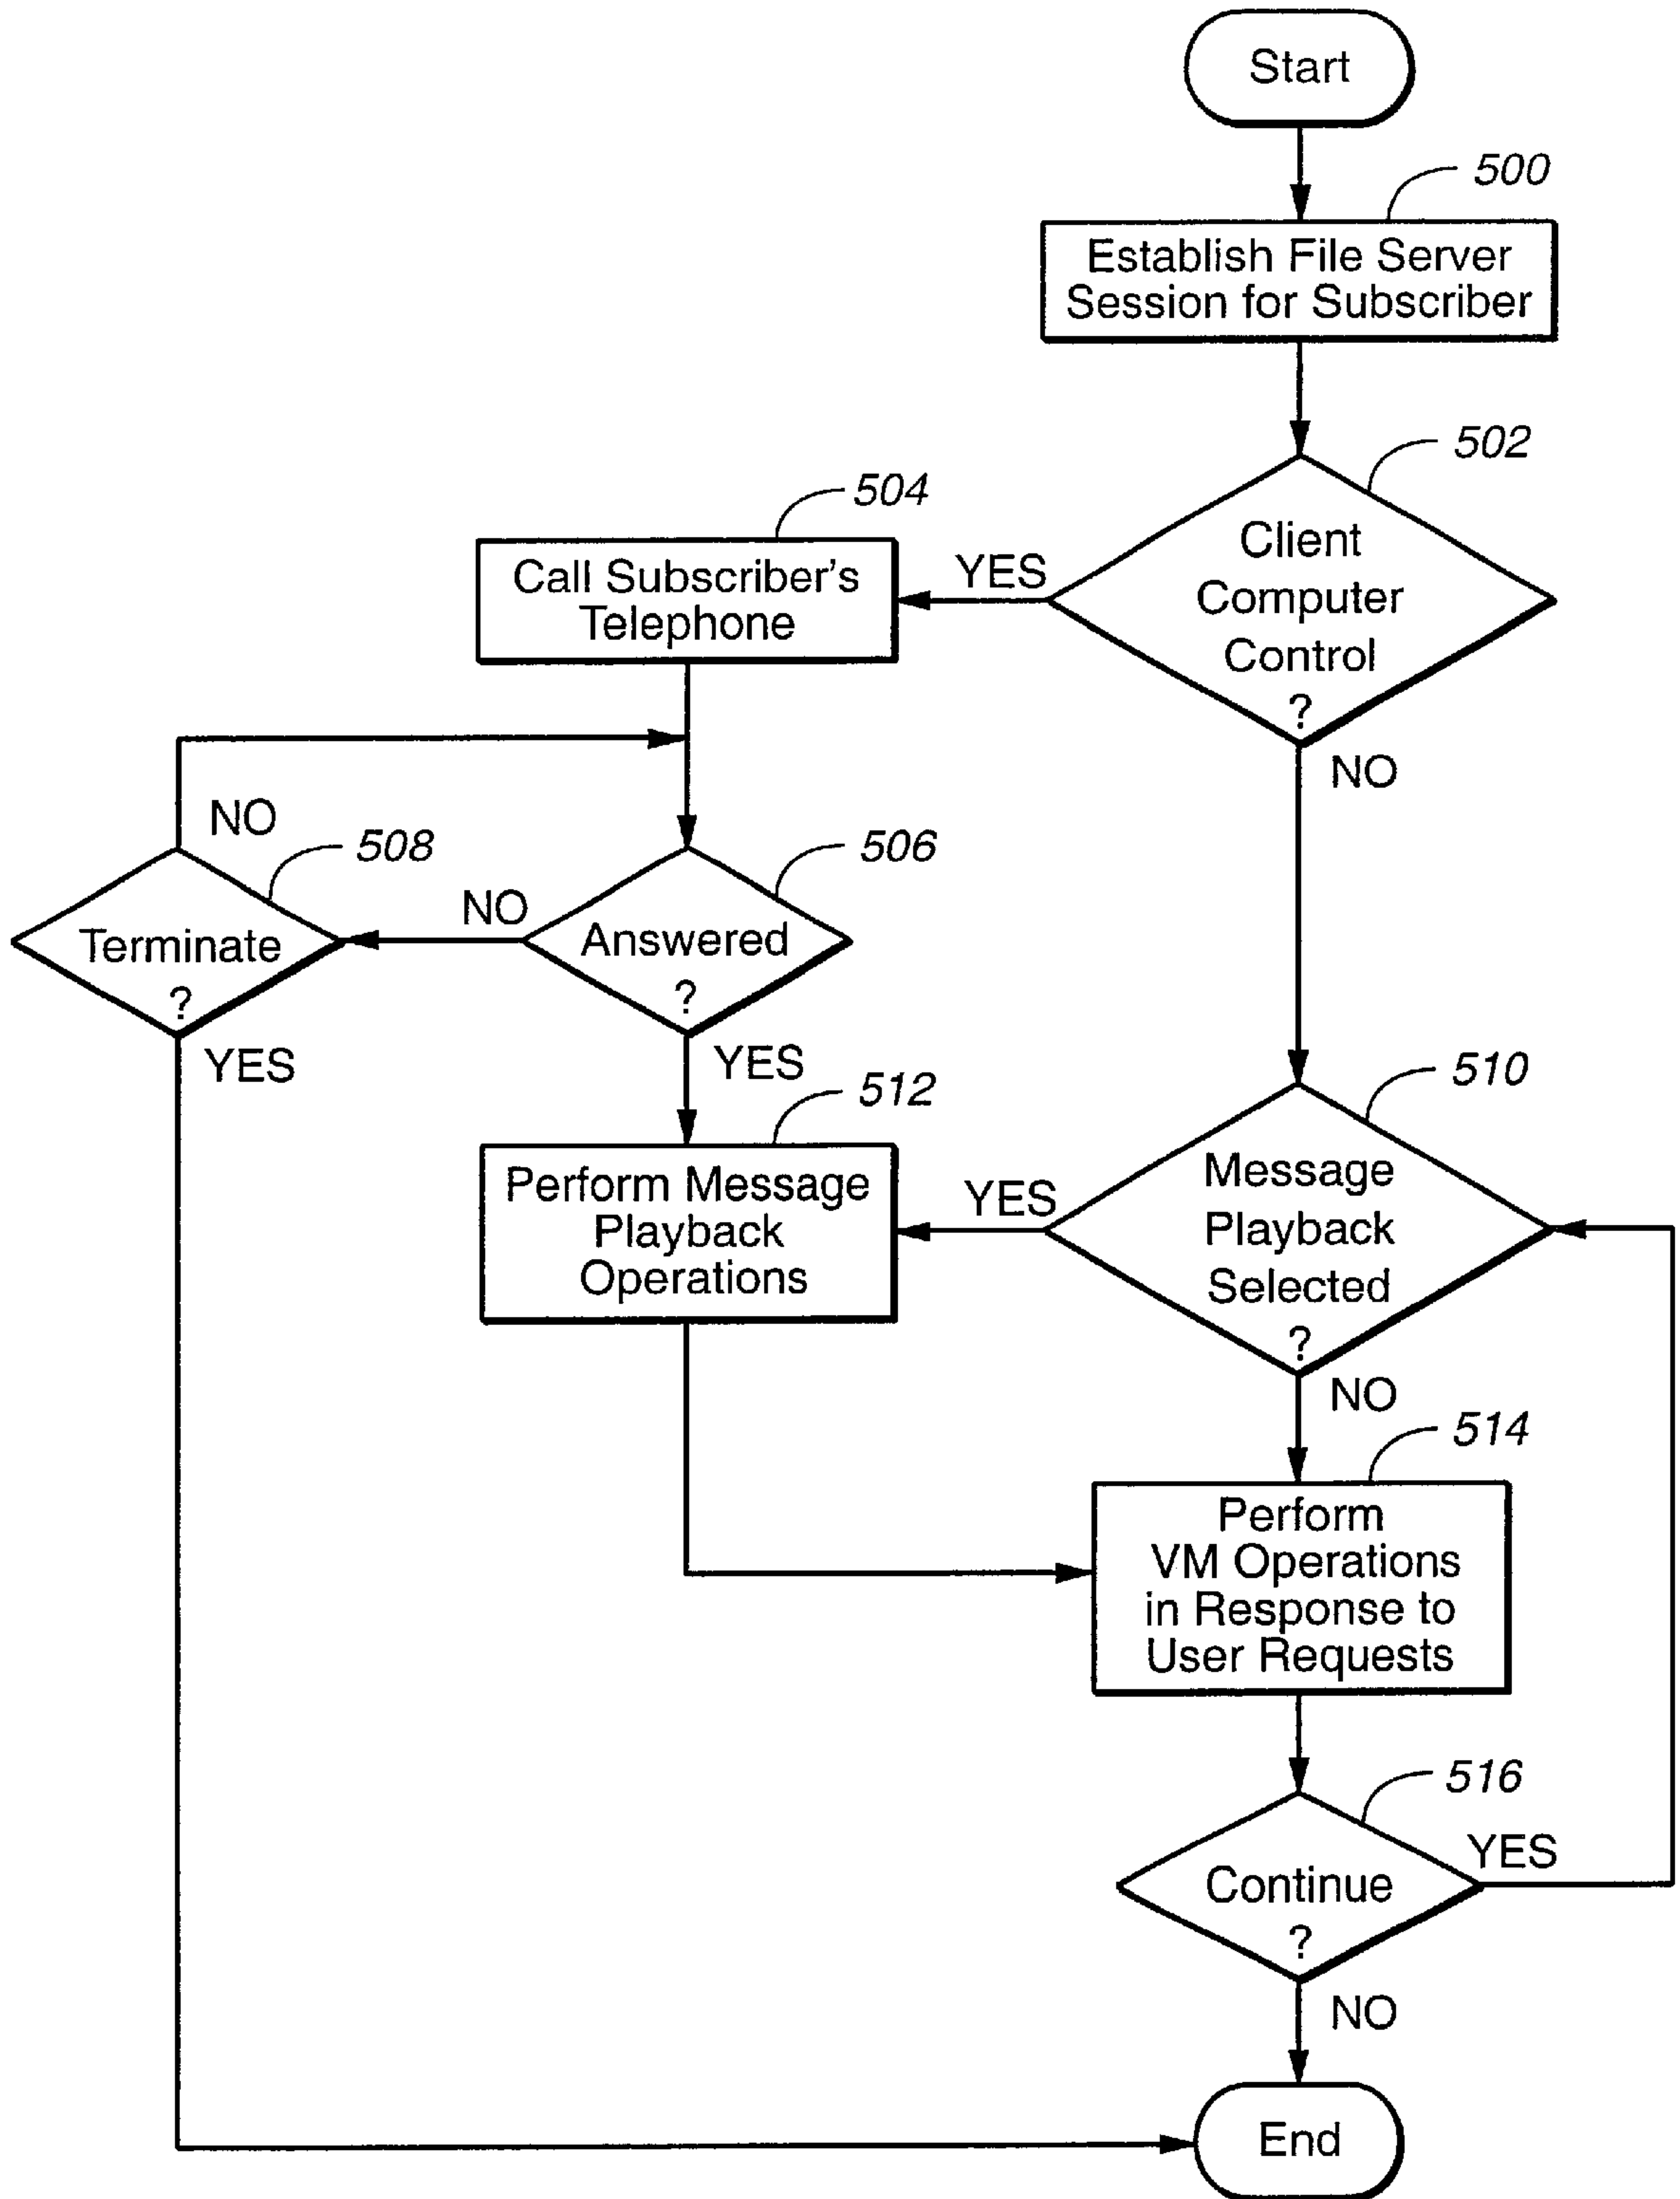 Start
500
Establish File Server
Session for Subscriber
502
Client
Computer
Control
?
YES
NO
504
Call Subscriber's
Telephone
506
Answered
?
NO
YES
508
Terminate
?
NO
YES
510
Message
Playback
Selected
?
YES
NO
512
Perform Message
Playback
Operations
514
Perform
VM Operations
in Response to
User Requests
516
Continue
?
YES
NO
End